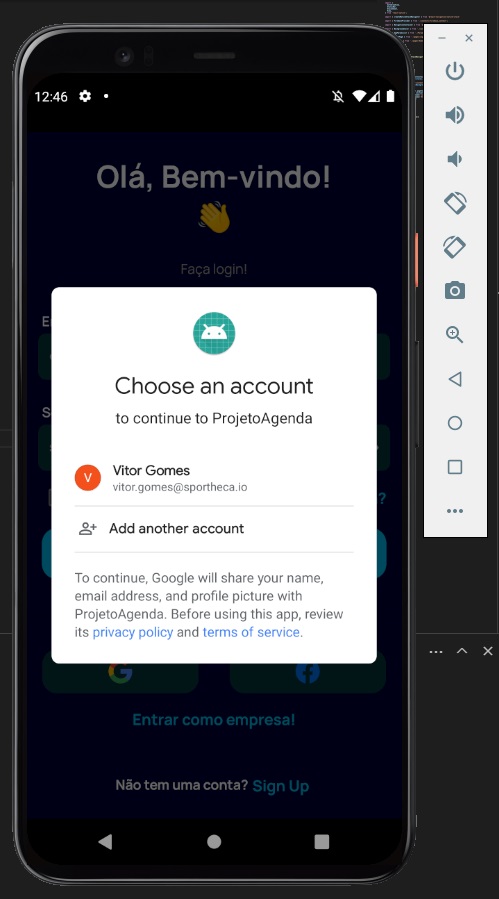 12:46
Olá, Bem-vindo!
Faça login!
E
S
Choose an account
to continue to ProjetoAgenda
V
Vitor Gomes
vitor.gomes@sportheca.io
Add another account
?
To continue, Google will share your name,
email address, and profile picture with
ProjetoAgenda. Before using this app, review
its privacy policy and terms of service.
Entrar como empresa!
Não tem uma conta? Sign Up